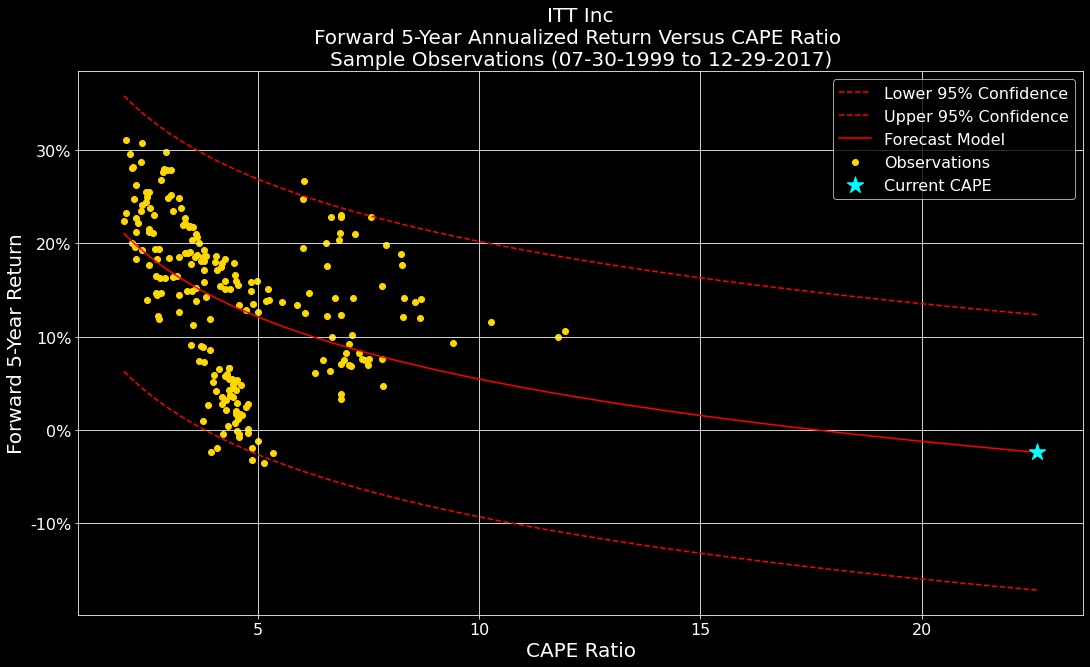 ITT Inc
Forward 5-Year Annualized Return Versus CAPE Ratio
Sample Observations (07-30-1999 to 12-29-2017)
Lower 95% Confidence
Upper 95% Confidence
Forecast Model
Observations
Current CAPE
Forward 5-Year Return
30%
20%
10%
0%
-10%
5
10
15
20
CAPE Ratio